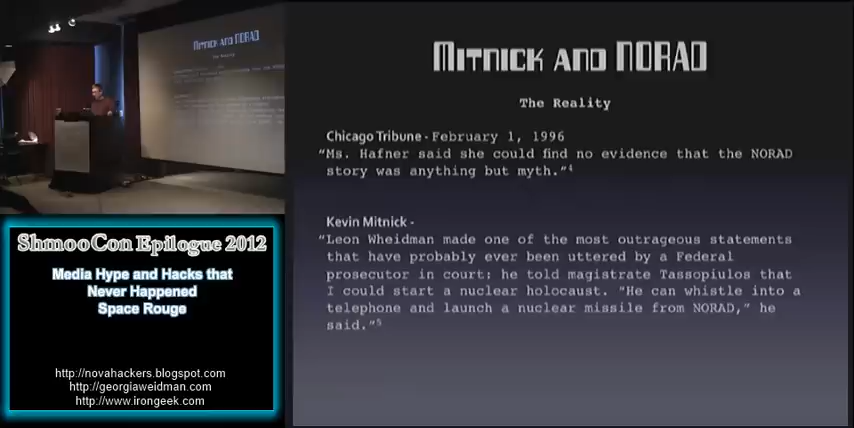 Mitnick and NORAD
The Reality
Chicago Tribune - February 1, 1996
"Ms. Hafner said she could find no evidence that the NORAD
story was anything but myth."4
Kevin Mitnick -
"Leon Wheidman made one of the most outrageous statements
that have probably ever been uttered by a Federal
prosecutor in court: he told magistrate Tassopiulos that
I could start a nuclear holocaust. "He can whistle into a
telephone and launch a nuclear missile from NORAD," he
said."5
Mitnick and NORAD
The Reality
ShmooCon Epilogue 2012
Media Hype and Hacks that
Never Happened
Space Rouge
http://novahackers.blogspot.com
http://georgiaweidman.com
http://www.irongeek.com